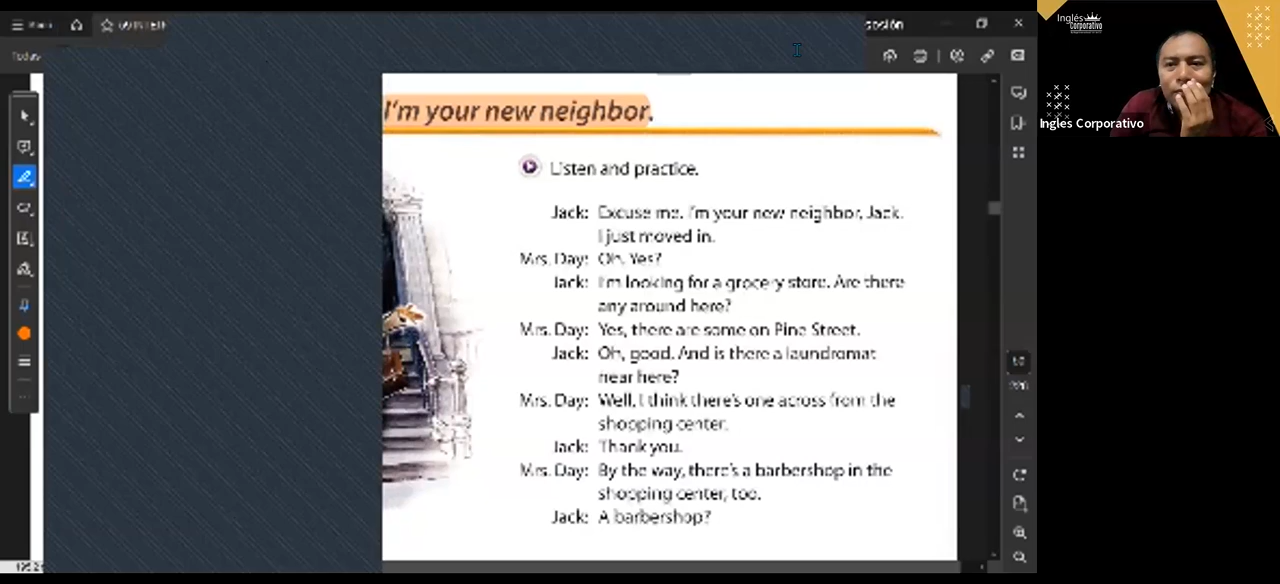 sesión
Inglés
Corporativo
I'm your new neighbor.
Ingles Corporativo
Listen and practice.
Jack: Excuse me. I'm your new neighbor, Jack.
I just moved in.
Mrs. Day: Oh. Yes?
Jack: I'm looking for a grocery store. Are there
any around here?
Mrs. Day: Yes, there are some on Pine Street.
Jack: Oh, good. And is there a laundromat
near here?
Mrs. Day: Well, I think there's one across from the
shopping center.
Jack: Thank you.
Mrs. Day: By the way, there's a barbershop in the
shopping center, too.
Jack: A barbershop?